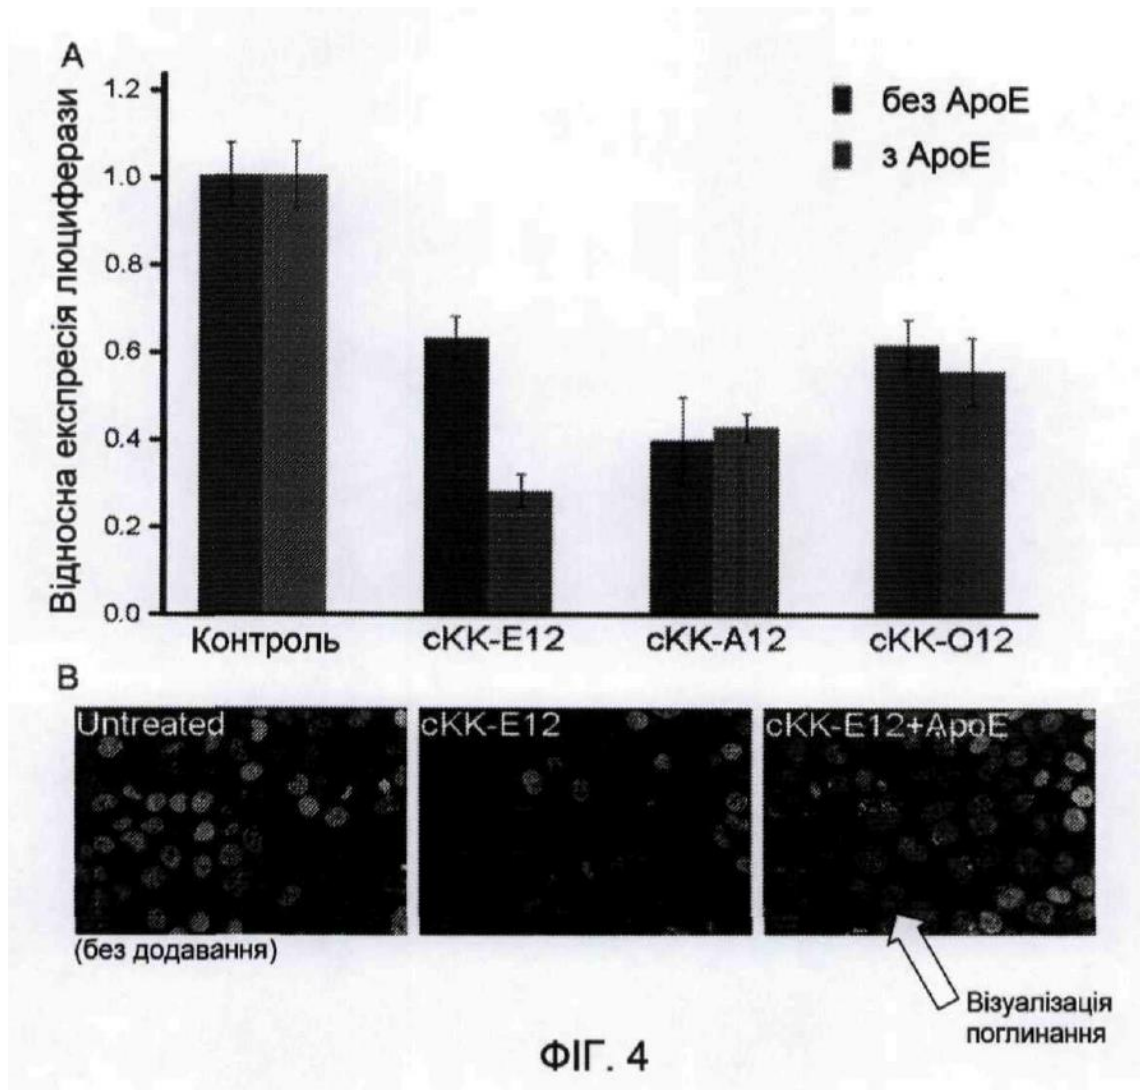 A
Відносна експресія люциферази
1.2
1.0
0.8
0.6
0.4
0.2
0.0
без ApoE
з ApoE
Контроль
cKK-E12
cKK-A12
cKK-O12
B
Untreated
cKK-E12
cKK-E12+ApoE
(без додавання)
Візуалізація
поглинання
ФІГ. 4